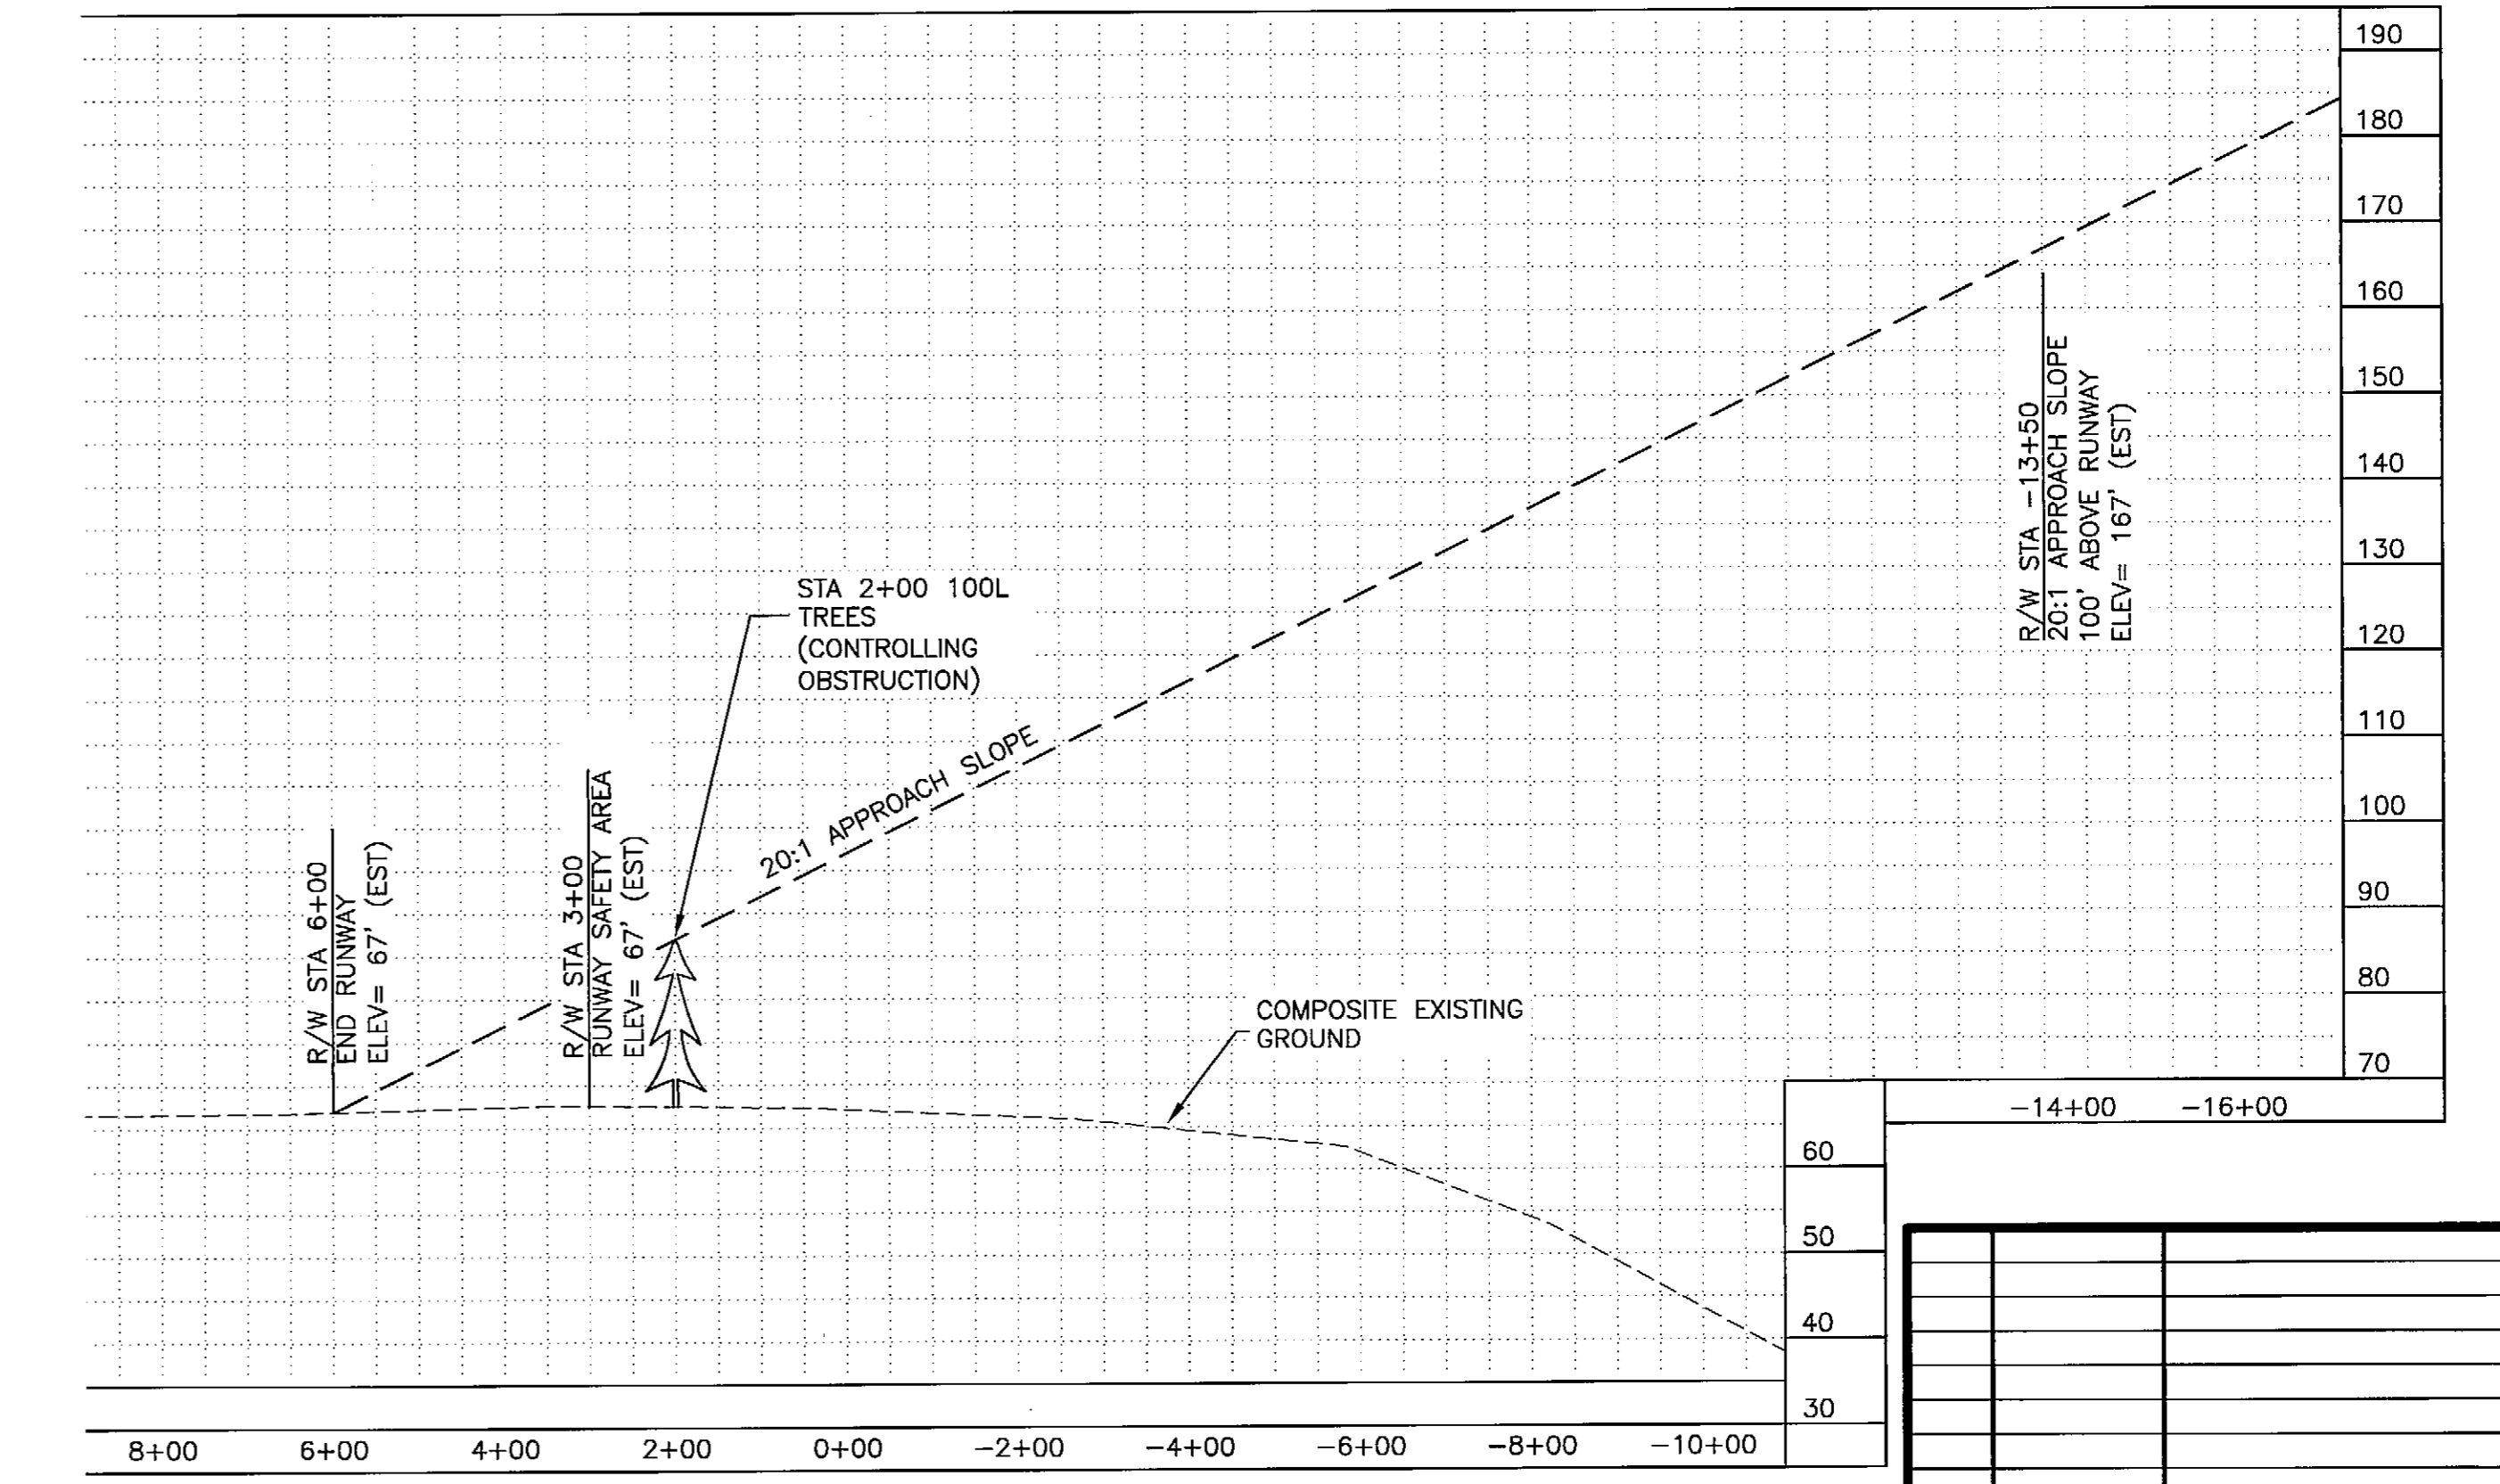 190
180
170
160
150
140
130
120
110
100
90
80
70
60
50
40
30
STA 2+00 100L
TREES
(CONTROLLING
OBSTRUCTION)
20:1 APPROACH SLOPE
R/W STA 6+00
END RUNWAY
ELEV= 67' (EST)
R/W STA 3+00
RUNWAY SAFETY AREA
ELEV= 67' (EST)
R/W STA -13+50
20:1 APPROACH SLOPE
100' ABOVE RUNWAY
ELEV= 167' (EST)
COMPOSITE EXISTING
GROUND
-14+00 -16+00
8+00 6+00 4+00 2+00 0+00 -2+00 -4+00 -6+00 -8+00 -10+00